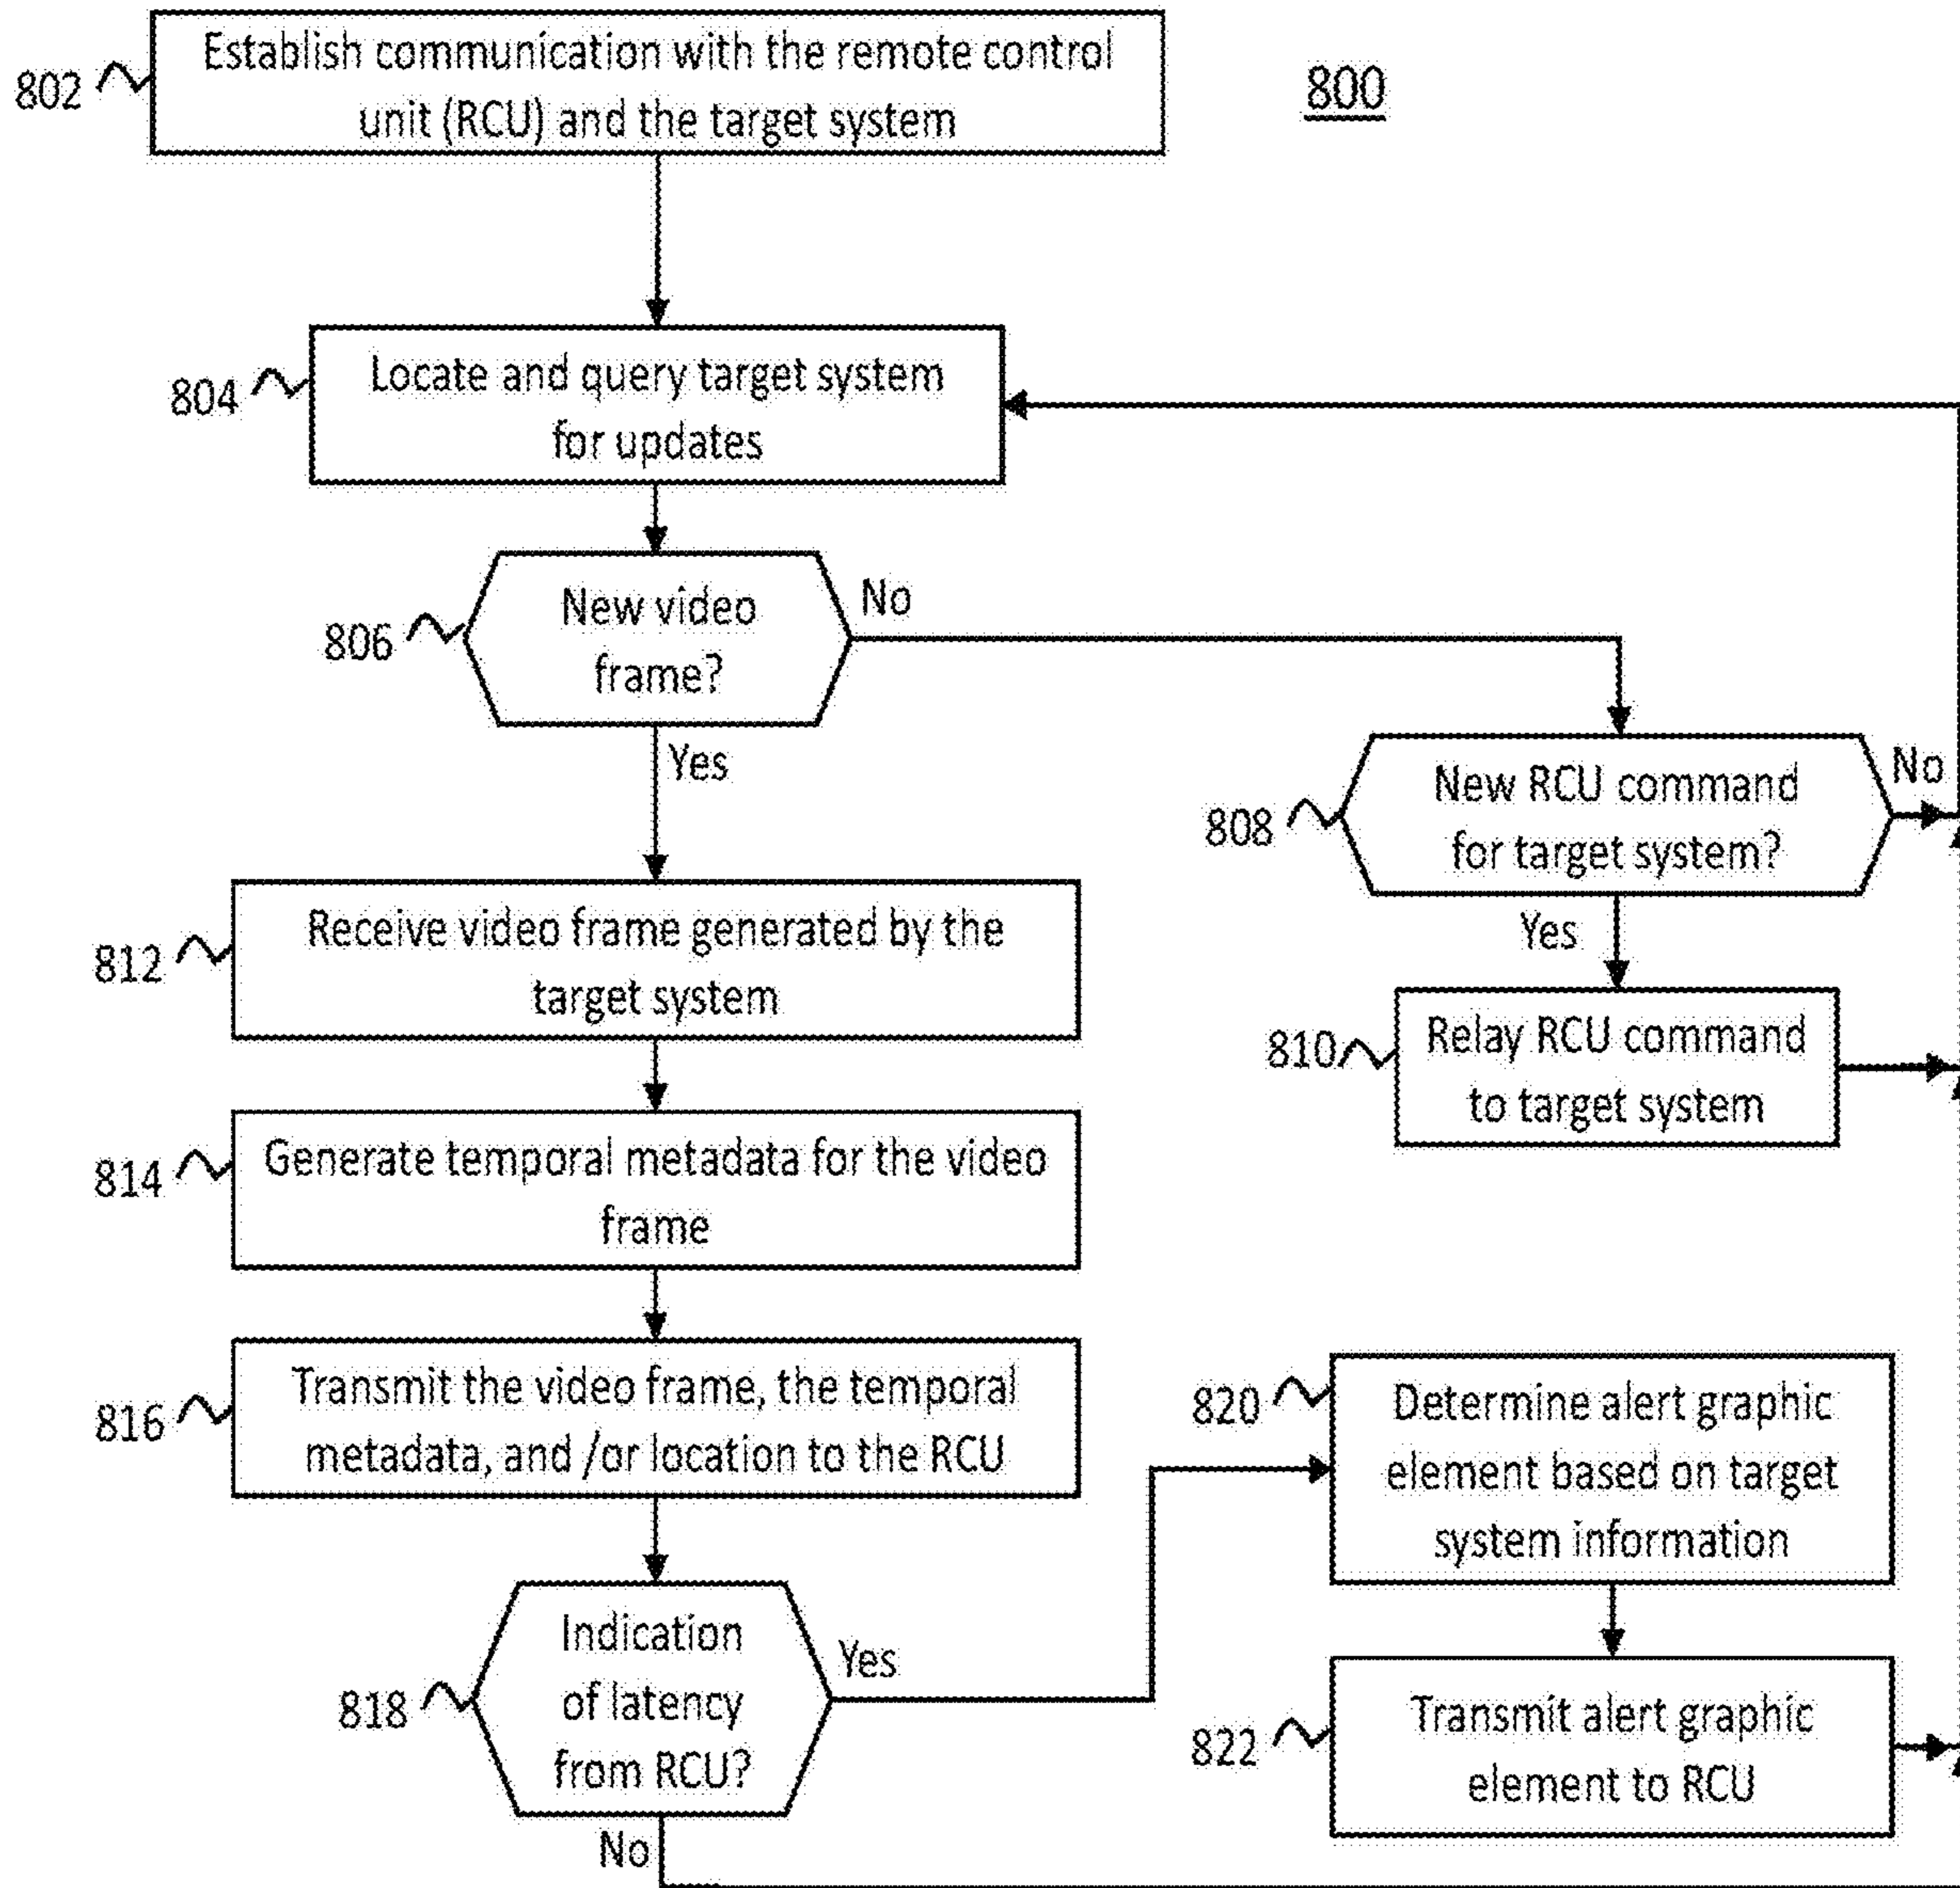 Establish communication with the remote control
unit (RCU) and the target system
802
800
Locate and query target system
for updates
804
New video
frame?
806
No
Yes
New RCU command
for target system?
808
No
Yes
Receive video frame generated by the
target system
812
Relay RCU command
to target system
810
Generate temporal metadata for the video
frame
814
Transmit the video frame, the temporal
metadata, and /or location to the RCU
816
Determine alert graphic
element based on target
system information
820
Indication
of latency
from RCU?
818
Yes
No
Transmit alert graphic
element to RCU
822